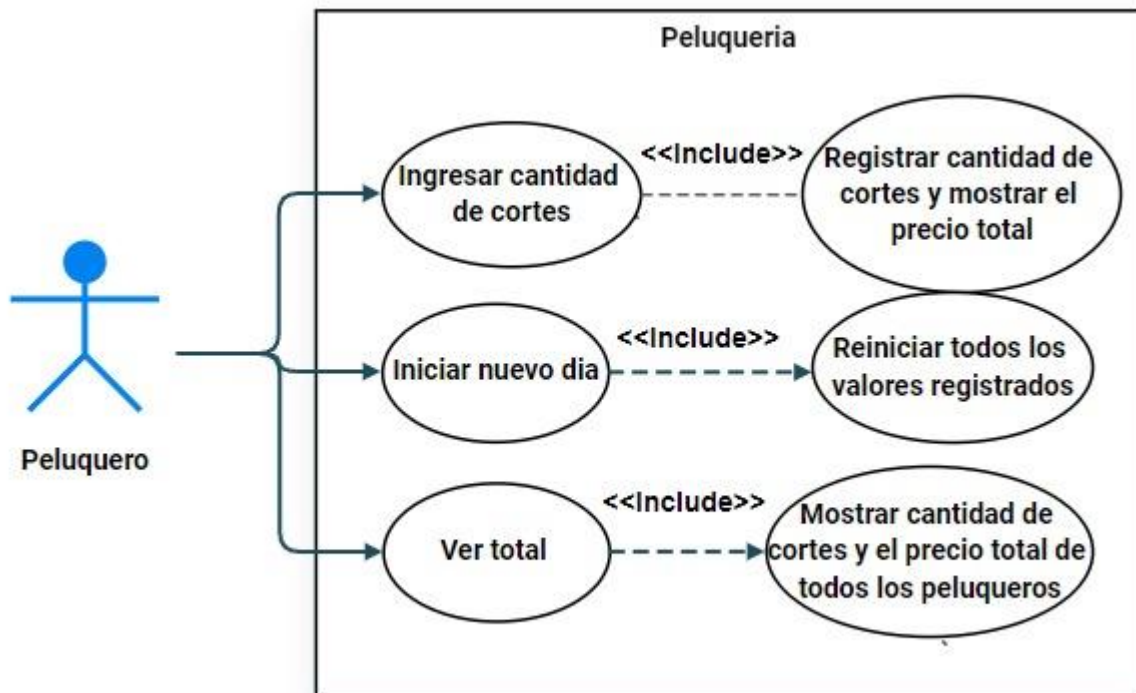 Peluqueria
Ingresar cantidad
de cortes
<<Include>>
Registrar cantidad de
cortes y mostrar el
precio total
Iniciar nuevo dia
<<Include>>
Reiniciar todos los
valores registrados
Peluquero
Ver total
<<Include>>
Mostrar cantidad de
cortes y el precio total de
todos los peluqueros